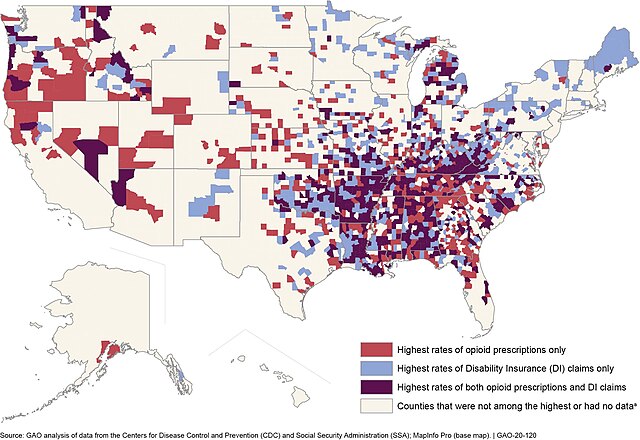 Highest rates of opioid prescriptions only
Highest rates of Disability Insurance (DI) claims only
Highest rates of both opioid prescriptions and DI claims
Counties that were not among the highest or had no dataᵃ
Source: GAO analysis of data from the Centers for Disease Control and Prevention (CDC) and Social Security Administration (SSA); MapInfo Pro (base map). | GAO-20-120